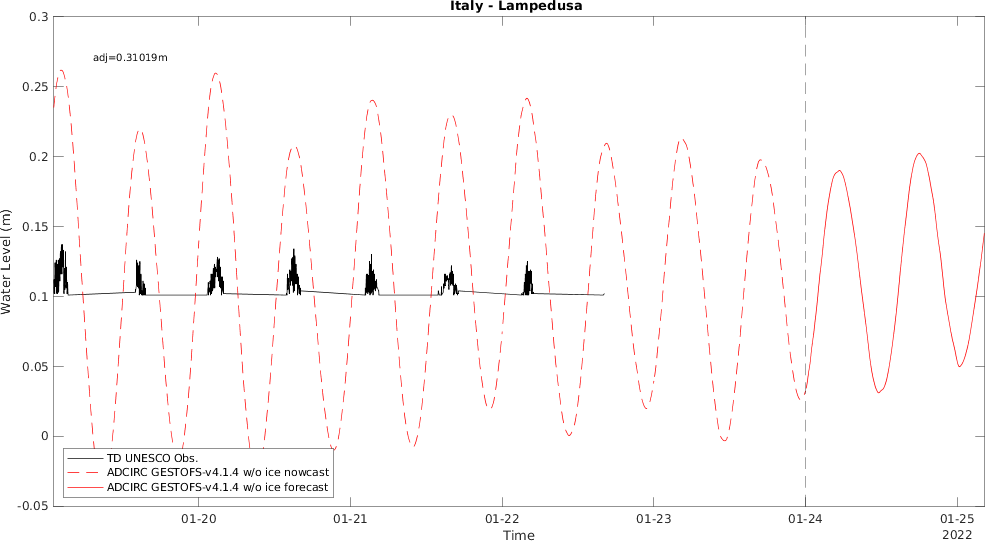 Italy - Lampedusa
adj=0.31019m
0.3
0.25
0.2
0.15
0.1
0.05
0
-0.05
Water Level (m)
TD UNESCO Obs.
ADCIRC GESTOFS-v4.1.4 w/o ice nowcast
ADCIRC GESTOFS-v4.1.4 w/o ice forecast
01-20 01-21 01-22 01-23 01-24 01-25
Time
2022